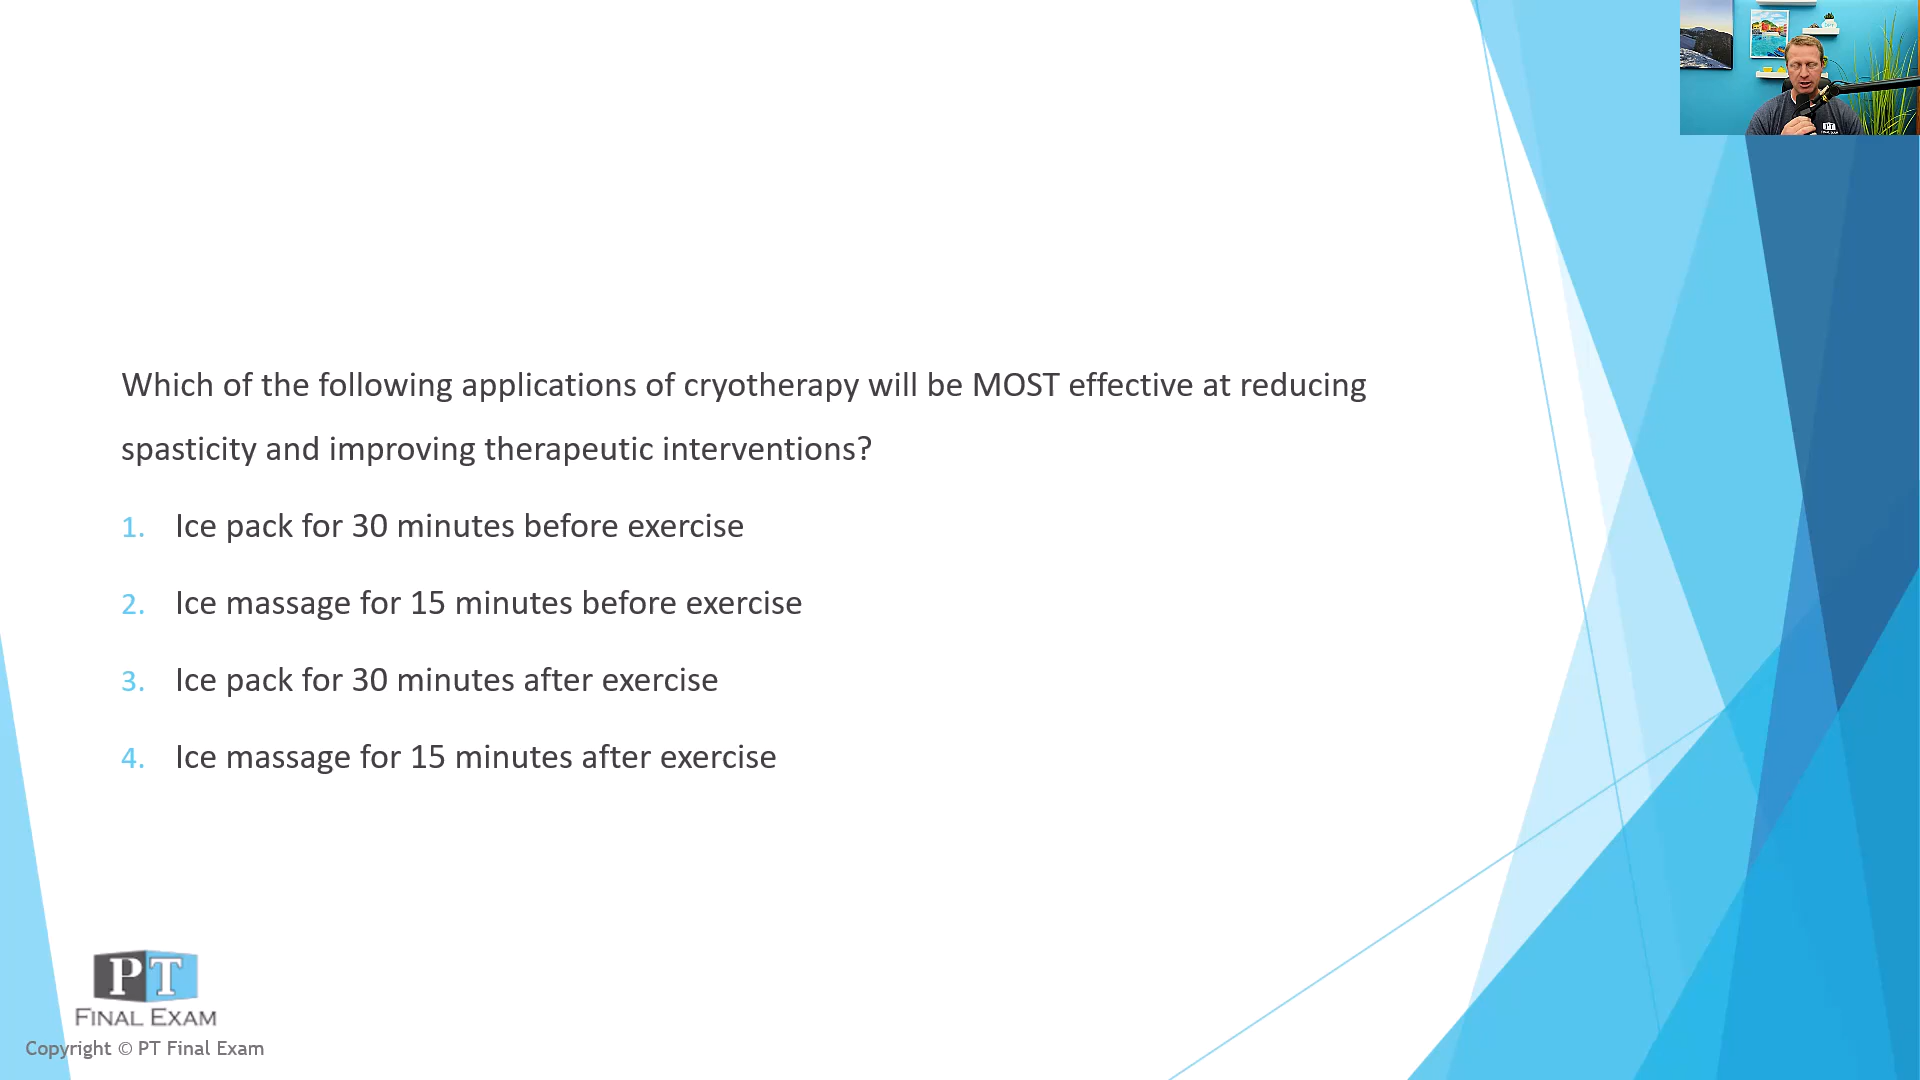 Which of the following applications of cryotherapy will be MOST effective at reducing
spasticity and improving therapeutic interventions?
1. Ice pack for 30 minutes before exercise
2. Ice massage for 15 minutes before exercise
3. Ice pack for 30 minutes after exercise
4. Ice massage for 15 minutes after exercise
PT
FINAL EXAM
Copyright © PT Final Exam
PT